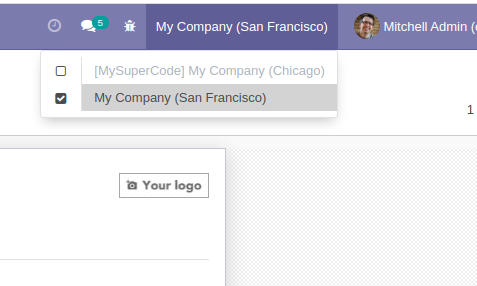 5 My Company (San Francisco) Mitchell Admin (
[MySuperCode] My Company (Chicago)
My Company (San Francisco)
1
Your logo